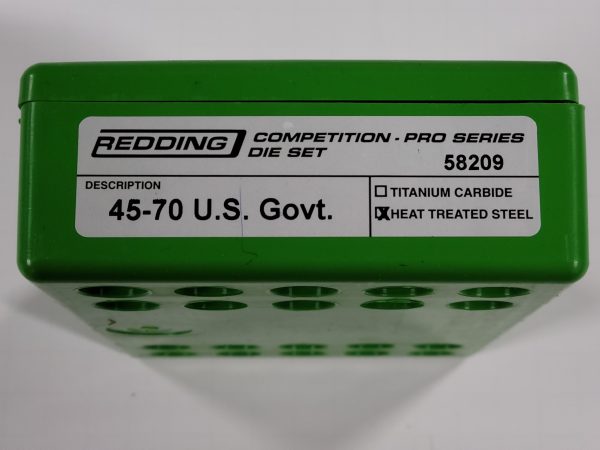 REDDING COMPETITION - PRO SERIES
DIE SET
58209
DESCRIPTION
45-70 U.S. Govt.
TITANIUM CARBIDE
X HEAT TREATED STEEL